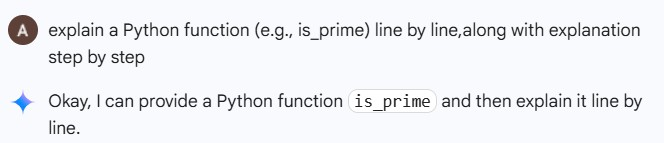 A
explain a Python function (e.g., is_prime) line by line,along with explanation
step by step
Okay, I can provide a Python function is_prime and then explain it line by
line.